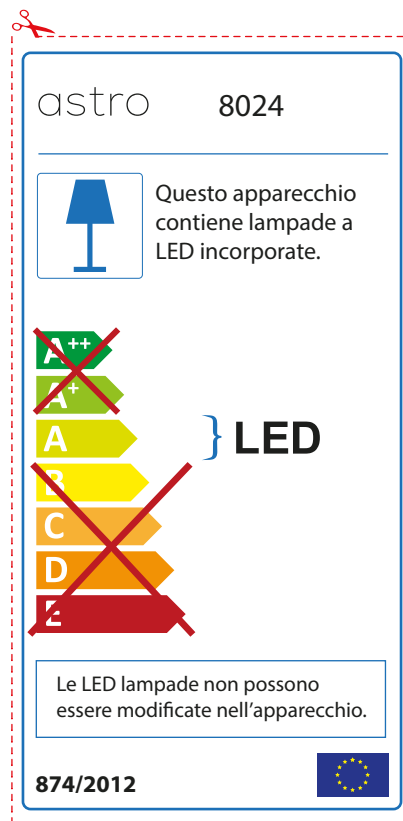 astro 8024
Questo apparecchio
contiene lampade a
LED incorporate.
A++
A+
A
LED
B
C
D
E
Le LED lampade non possono
essere modificate nell’apparecchio.
874/2012